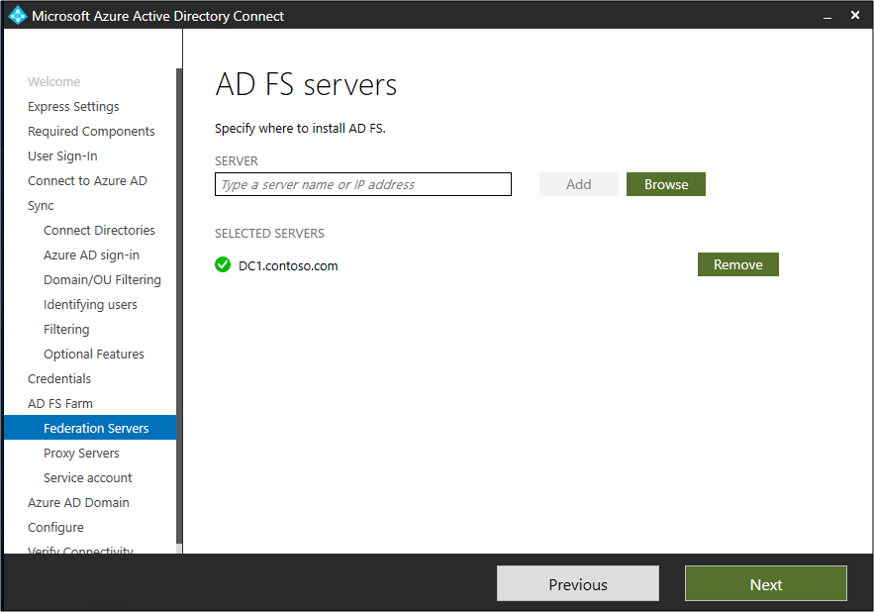 Microsoft Azure Active Directory Connect
Welcome
Express Settings
Required Components
User Sign-In
Connect to Azure AD
Sync
Connect Directories
Azure AD sign-in
Domain/OU Filtering
Identifying users
Filtering
Optional Features
Credentials
AD FS Farm
Federation Servers
Proxy Servers
Service account
Azure AD Domain
Configure
Verify Connectivity
AD FS servers
Specify where to install AD FS.
SERVER
Type a server name or IP address
Add
Browse
SELECTED SERVERS
DC1.contoso.com
Remove
Previous
Next